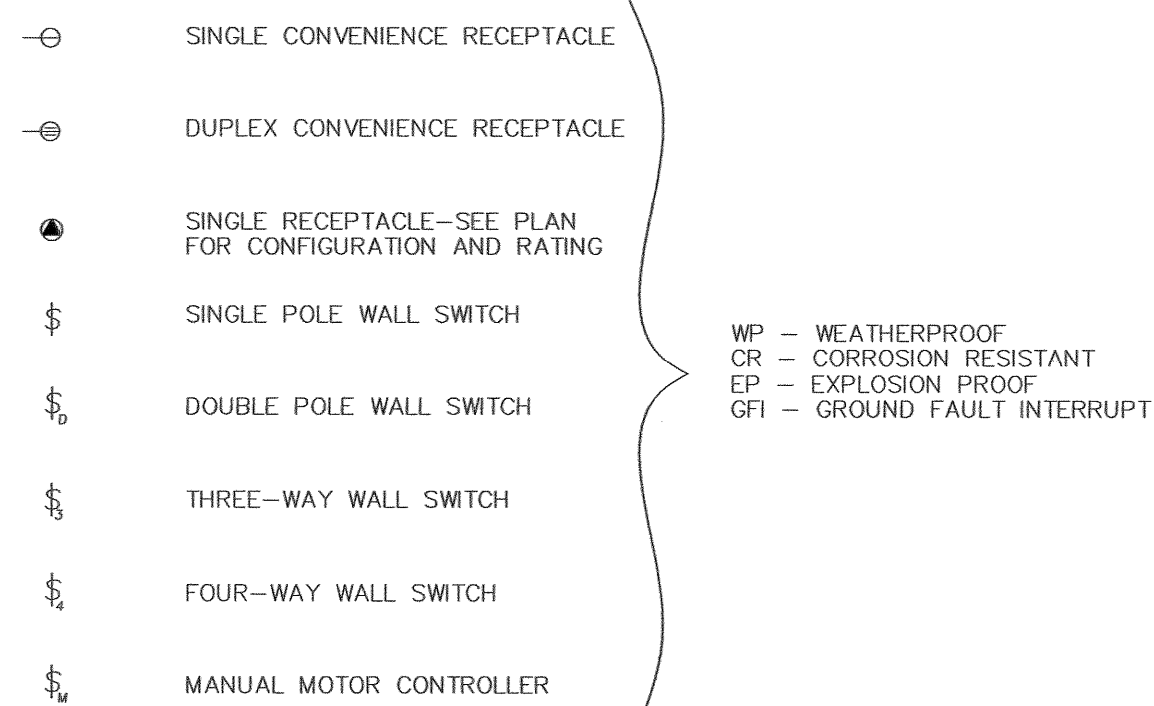 SINGLE CONVENIENCE RECEPTACLE
DUPLEX CONVENIENCE RECEPTACLE
SINGLE RECEPTACLE—SEE PLAN
FOR CONFIGURATION AND RATING
$ SINGLE POLE WALL SWITCH
$D DOUBLE POLE WALL SWITCH
$3 THREE—WAY WALL SWITCH
$4 FOUR—WAY WALL SWITCH
$M MANUAL MOTOR CONTROLLER
WP — WEATHERPROOF
CR — CORROSION RESISTANT
EP — EXPLOSION PROOF
GFI — GROUND FAULT INTERRUPT